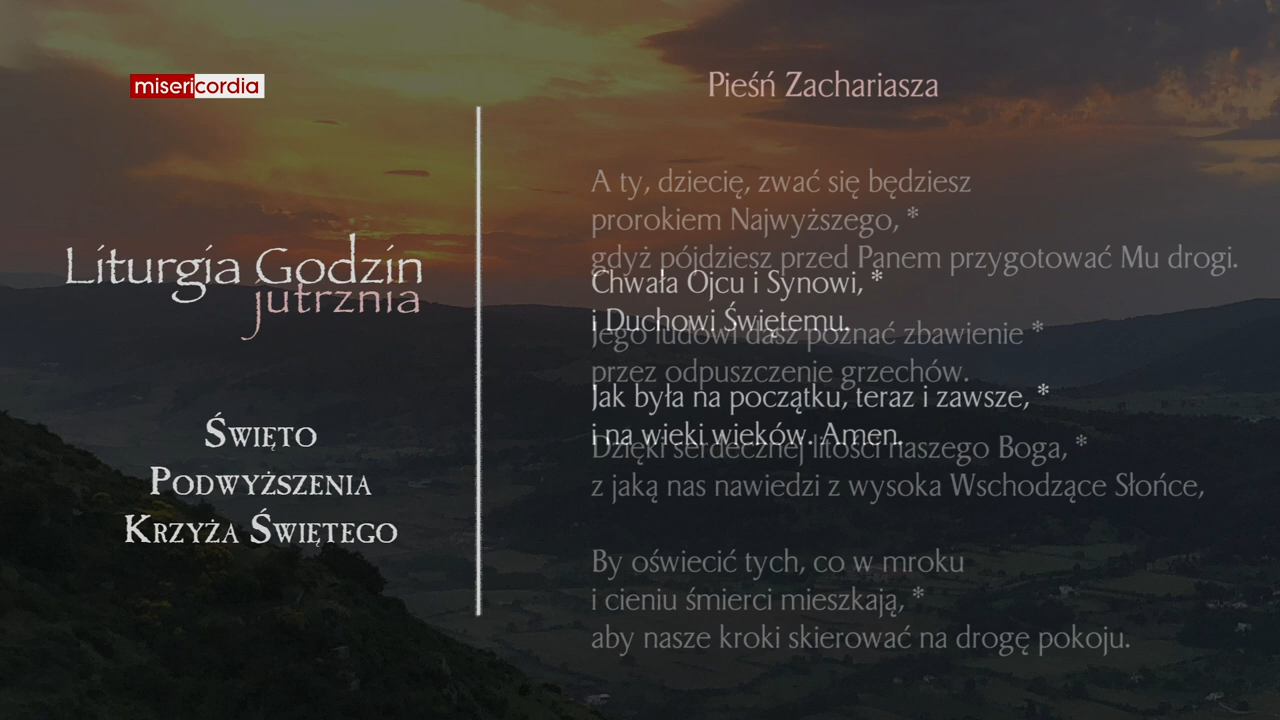 misericordia
Liturgia Godzin
jutrznia
Święto
Podwyższenia
Krzyża Świętego
Pieśń Zachariasza
A ty, dziecię, zwać się będziesz
prorokiem Najwyższego, *
gdyż pójdziesz przed Panem przygotować Mu drogi.
Chwała Ojcu i Synowi, *
i Duchowi Świętemu.
Jego ludowi dasz poznać zbawienie *
przez odpuszczenie grzechów.
Jak była na początku, teraz i zawsze, *
i na wieki wieków. Amen.
Dzięki serdecznej litości naszego Boga, *
z jaką nas nawiedzi z wysoka Wschodzące Słońce,
By oświecić tych, co w mroku
i cieniu śmierci mieszkają, *
aby nasze kroki skierować na drogę pokoju.